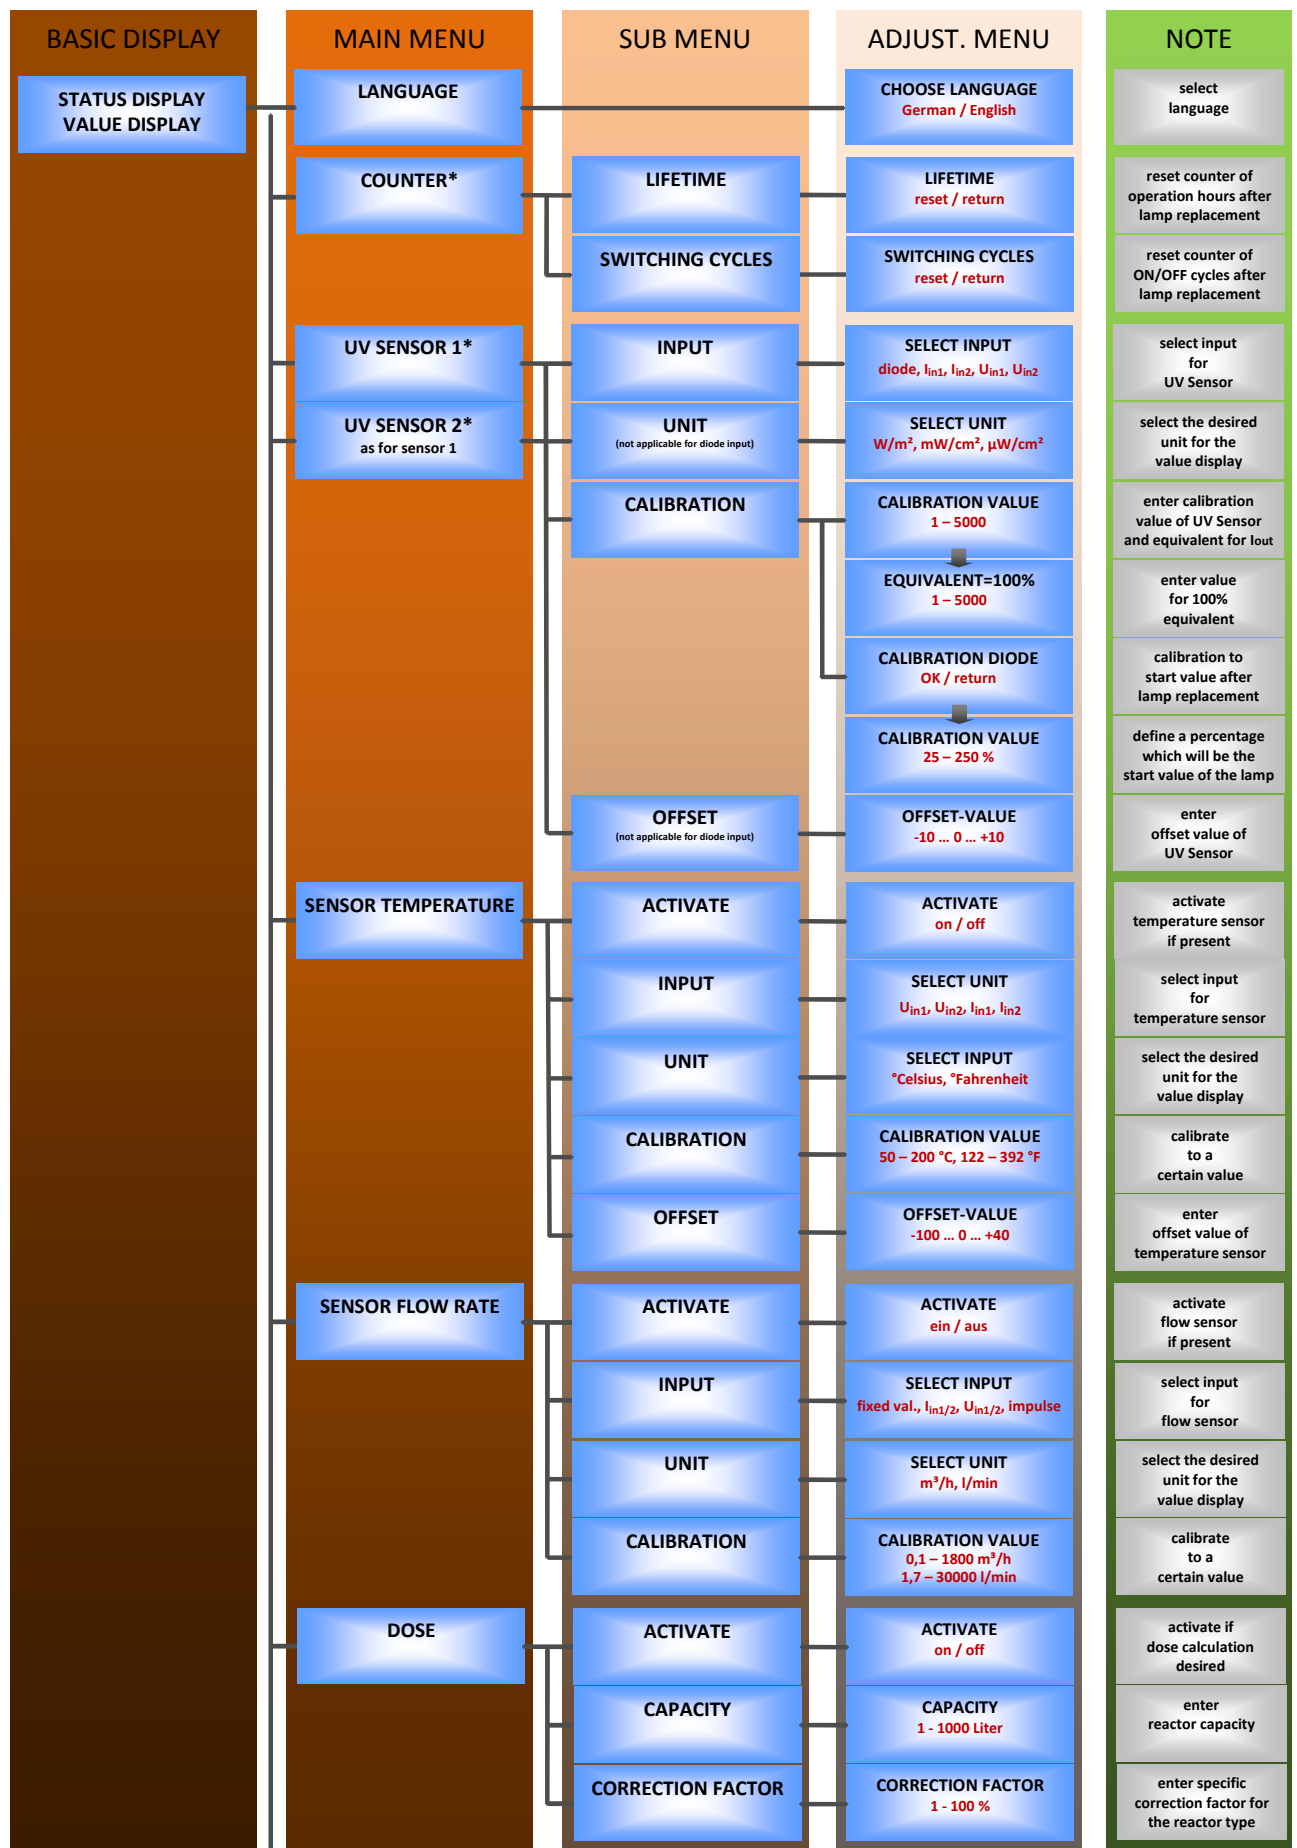 BASIC DISPLAY
MAIN MENU
SUB MENU
ADJUST. MENU
NOTE
STATUS DISPLAY
VALUE DISPLAY
LANGUAGE
CHOOSE LANGUAGE
German / English
select
language
COUNTER*
LIFETIME
LIFETIME
reset / return
reset counter of
operation hours after
lamp replacement
SWITCHING CYCLES
SWITCHING CYCLES
reset / return
reset counter of
ON/OFF cycles after
lamp replacement
UV SENSOR 1*
INPUT
SELECT INPUT
diode, Iin1, Iin2, Uin1, Uin2
select input
for
UV Sensor
UV SENSOR 2*
as for sensor 1
UNIT
(not applicable for diode input)
SELECT UNIT
W/m², mW/cm², µW/cm²
select the desired
unit for the
value display
CALIBRATION
CALIBRATION VALUE
1 – 5000
enter calibration
value of UV Sensor
and equivalent for Iout
EQUIVALENT=100%
1 – 5000
enter value
for 100%
equivalent
CALIBRATION DIODE
OK / return
calibration to
start value after
lamp replacement
CALIBRATION VALUE
25 – 250 %
define a percentage
which will be the
start value of the lamp
OFFSET
(not applicable for diode input)
OFFSET-VALUE
-10 ... 0 ... +10
enter
offset value of
UV Sensor
SENSOR TEMPERATURE
ACTIVATE
ACTIVATE
on / off
activate
temperature sensor
if present
INPUT
SELECT UNIT
Uin1, Uin2, Iin1, Iin2
select input
for
temperature sensor
UNIT
SELECT INPUT
°Celsius, °Fahrenheit
select the desired
unit for the
value display
CALIBRATION
CALIBRATION VALUE
50 – 200 °C, 122 – 392 °F
calibrate
to a
certain value
OFFSET
OFFSET-VALUE
-100 ... 0 ... +40
enter
offset value of
temperature sensor
SENSOR FLOW RATE
ACTIVATE
ACTIVATE
ein / aus
activate
flow sensor
if present
INPUT
SELECT INPUT
fixed val., Iin1/2, Uin1/2, impulse
select input
for
flow sensor
UNIT
SELECT UNIT
m³/h, l/min
select the desired
unit for the
value display
CALIBRATION
CALIBRATION VALUE
0,1 – 1800 m³/h
1,7 – 30000 l/min
calibrate
to a
certain value
DOSE
ACTIVATE
ACTIVATE
on / off
activate if
dose calculation
desired
CAPACITY
CAPACITY
1 - 1000 Liter
enter
reactor capacity
CORRECTION FACTOR
CORRECTION FACTOR
1 - 100 %
enter specific
correction factor for
the reactor type